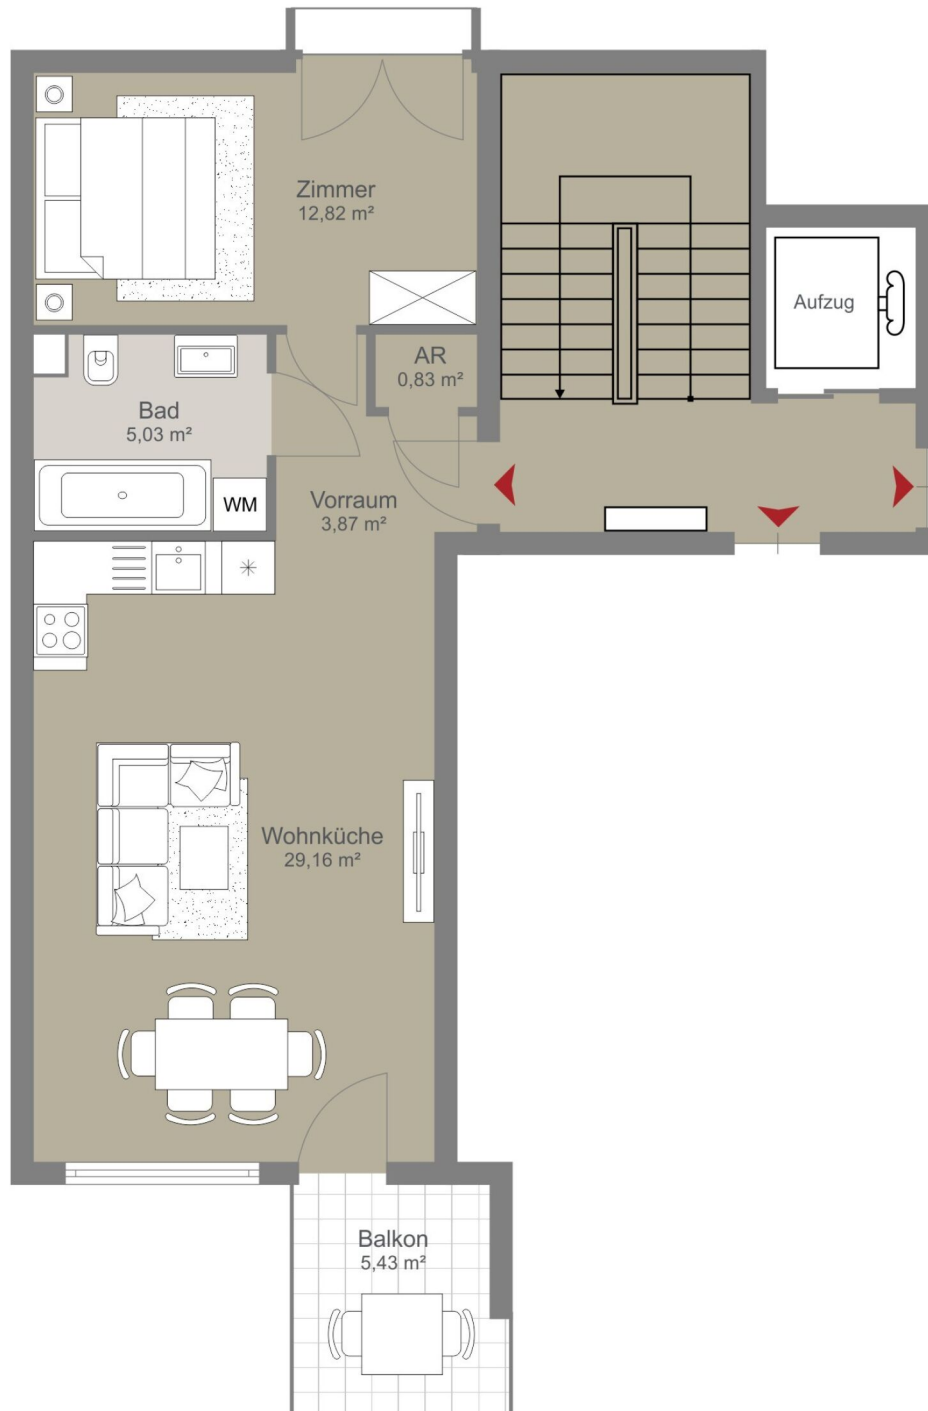 Zimmer
12,82 m²
Aufzug
AR
0,83 m²
Bad
5,03 m²
WM
Vorraum
3,87 m²
Wohnküche
29,16 m²
Balkon
5,43 m²